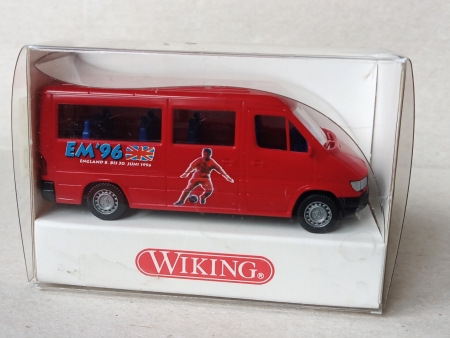 EM'96
ENGLAND 8. BIS 30. JUNI 1996
WIKING®